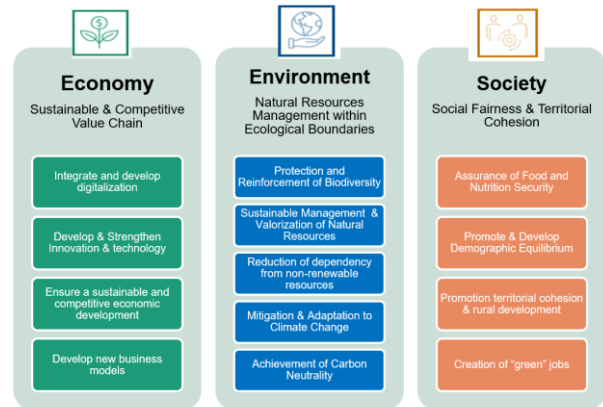 Economy
Sustainable & Competitive
Value Chain
Integrate and develop
digitalization
Develop & Strengthen
Innovation & technology
Ensure a sustainable and
competitive economic
development
Develop new business
models
Environment
Natural Resources
Management within
Ecological Boundaries
Protection and
Reinforcement of Biodiversity
Sustainable Management &
Valorization of Natural
Resources
Reduction of dependency
from non-renewable
resources
Mitigation & Adaptation to
Climate Change
Achievement of Carbon
Neutrality
Society
Social Fairness & Territorial
Cohesion
Assurance of Food and
Nutrition Security
Promote & Develop
Demographic Equilibrium
Promotion territorial cohesion
& rural development
Creation of "green" jobs